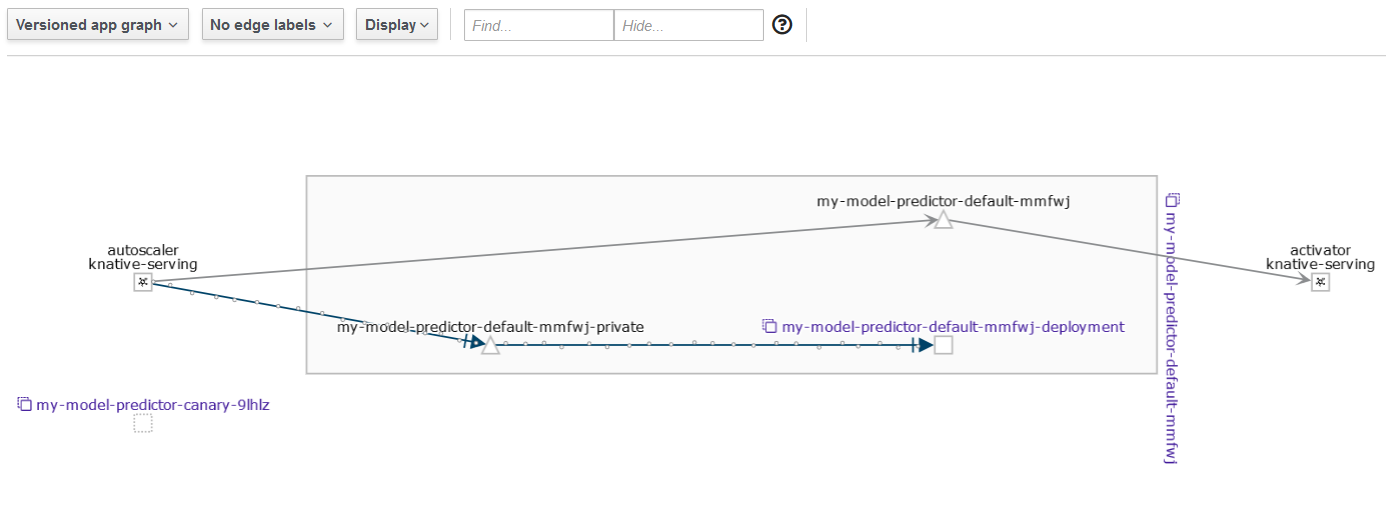 Versioned app graph
No edge labels
Display
Find...
Hide...
?
my-model-predictor-default-mmfwj
autoscaler
knative-serving
activator
knative-serving
my-model-predictor-default-mmfwj
my-model-predictor-default-mmfwj-private
my-model-predictor-default-mmfwj-deployment
my-model-predictor-canary-9lhlz